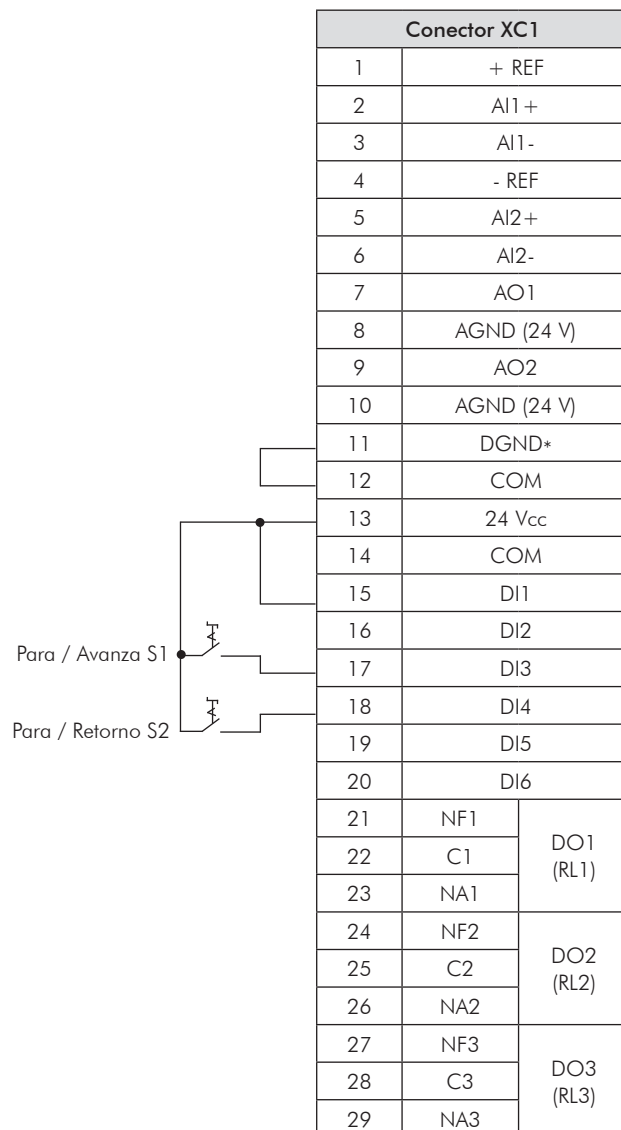 Conector XC1
1 + REF
2 AI1+
3 AI1-
4 - REF
5 AI2+
6 AI2-
7 AO1
8 AGND (24 V)
9 AO2
10 AGND (24 V)
11 DGND*
12 COM
13 24 Vcc
14 COM
15 DI1
16 DI2
Para / Avanza S1
17 DI3
18 DI4
Para / Retorno S2
19 DI5
20 DI6
21 NF1
22 C1
23 NA1
DO1
(RL1)
24 NF2
25 C2
26 NA2
DO2
(RL2)
27 NF3
28 C3
29 NA3
DO3
(RL3)